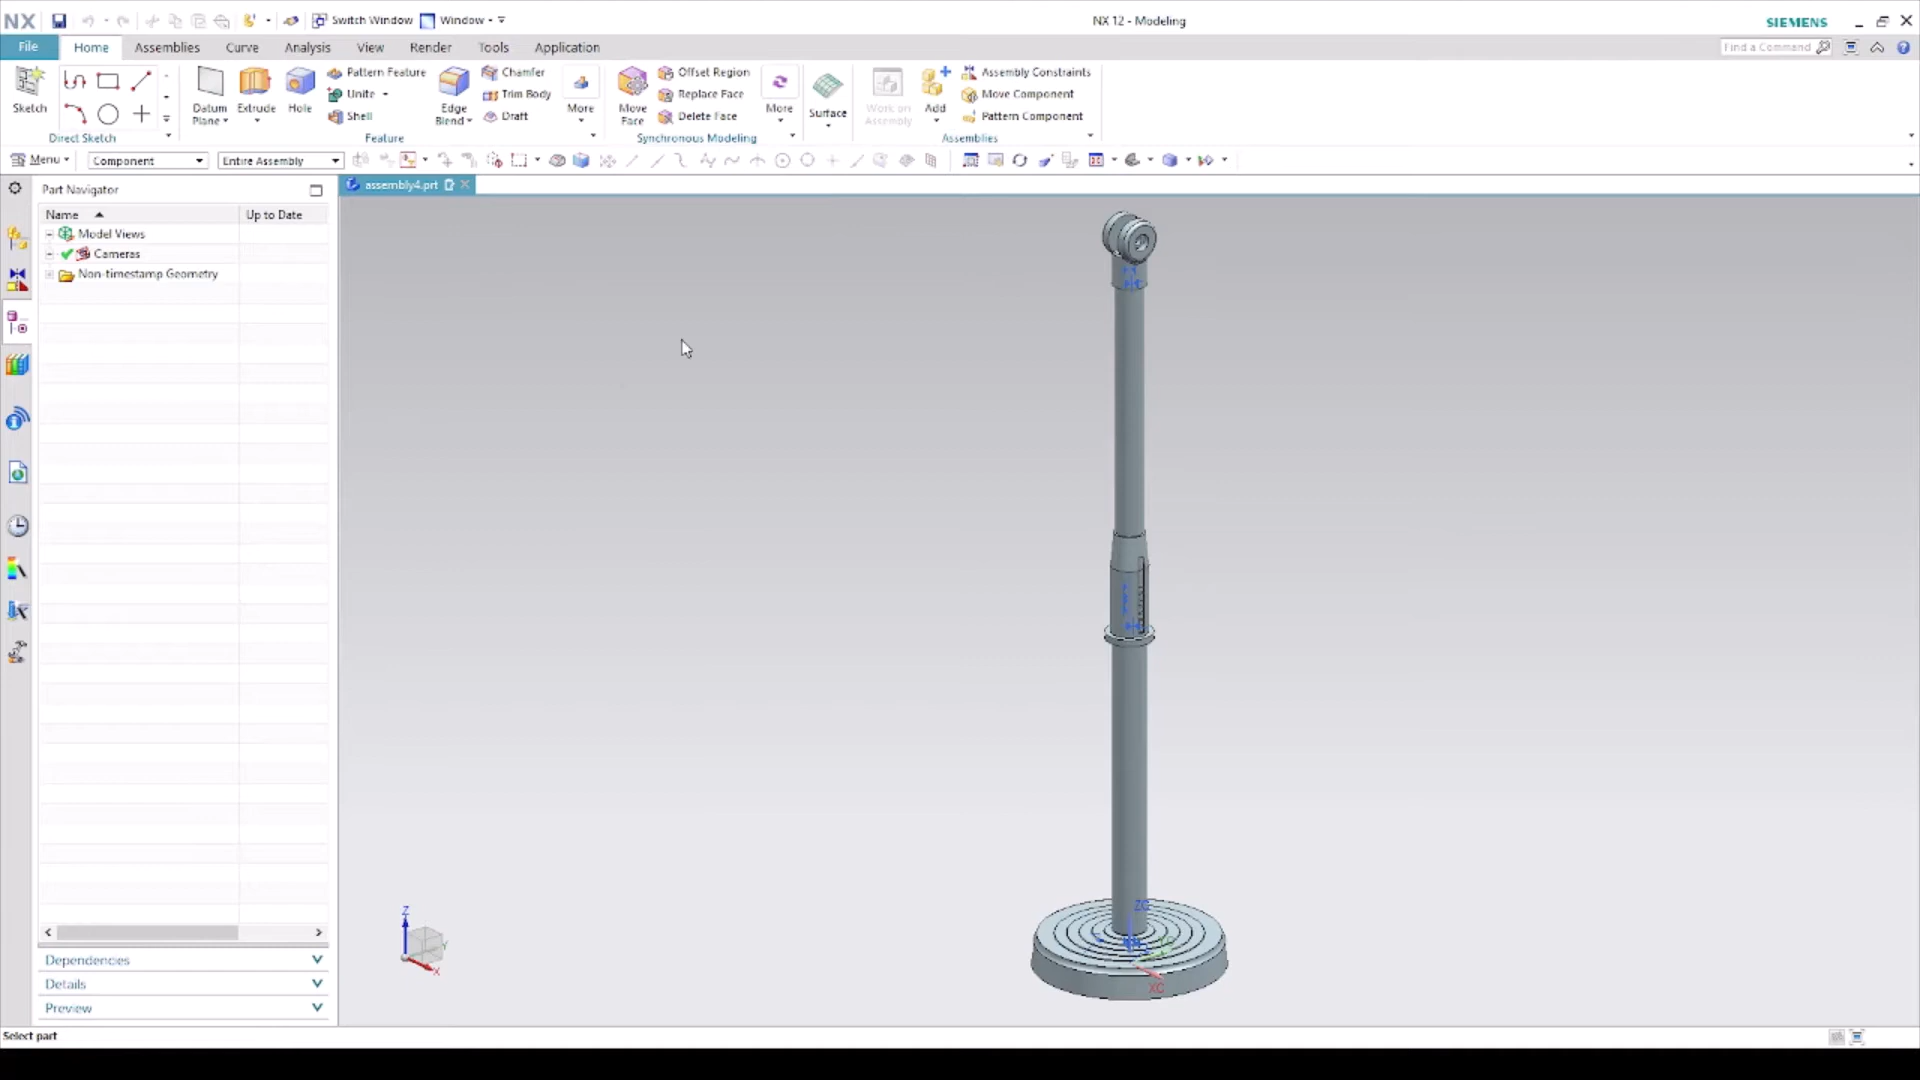 NX Switch Window Window NX 12 - Modeling SIEMENS
File Home Assemblies Curve Analysis View Render Tools Application Find a Command
Sketch
Direct Sketch
Datum Plane
Extrude
Hole
Pattern Feature
Unite
Shell
Edge Blend
Chamfer
Trim Body
Draft
More
Feature
Move Face
Offset Region
Replace Face
Delete Face
More
Synchronous Modeling
Surface
Work on Assembly
Add
Assembly Constraints
Move Component
Pattern Component
Assemblies
Menu Component Entire Assembly
Part Navigator
assembly4.prt
Name Up to Date
Model Views
Cameras
Non-timestamp Geometry
ZC
YC
XC
Z
Y
X
Dependencies
Details
Preview
Select part